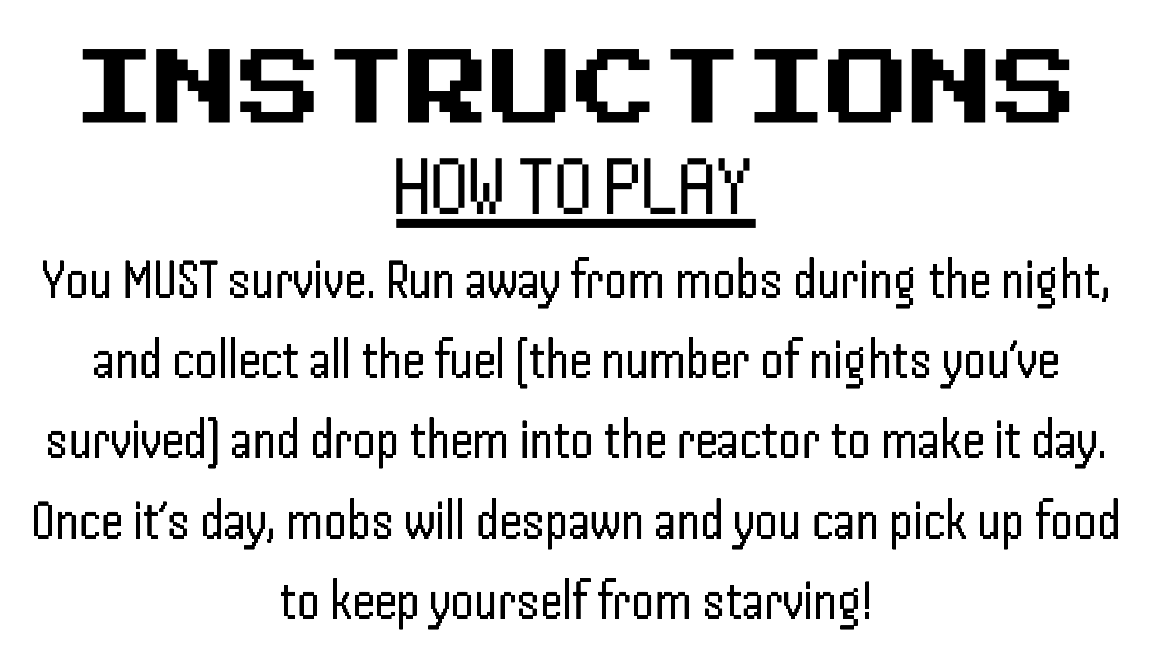 INSTRUCTIONS
HOW TO PLAY
You MUST survive. Run away from mobs during the night,
and collect all the fuel (the number of nights you've
survived) and drop them into the reactor to make it day.
Once it's day, mobs will despawn and you can pick up food
to keep yourself from starving!